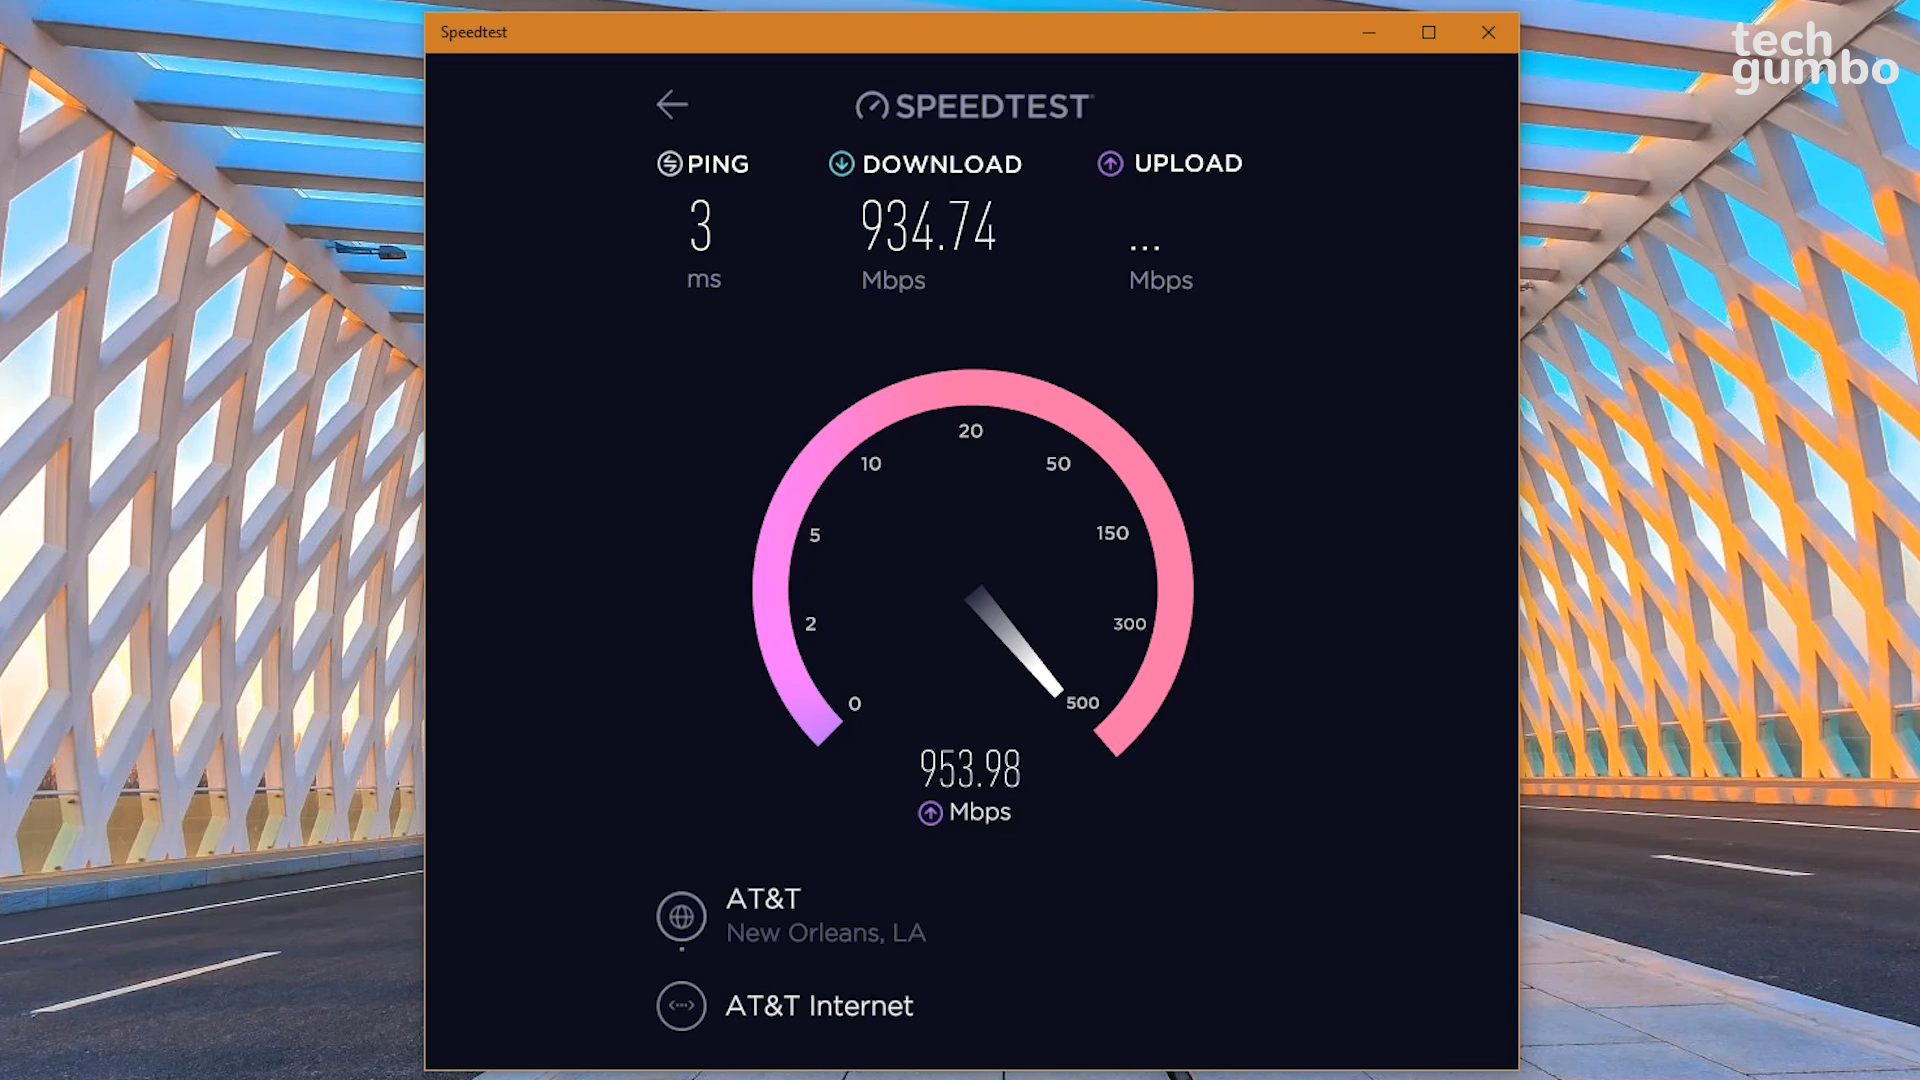 Speedtest
tech
gumbo
SPEEDTEST
PING
DOWNLOAD
UPLOAD
3
934.74
...
ms
Mbps
Mbps
20
10
50
5
150
2
300
0
500
953.98
Mbps
AT&T
New Orleans, LA
AT&T Internet